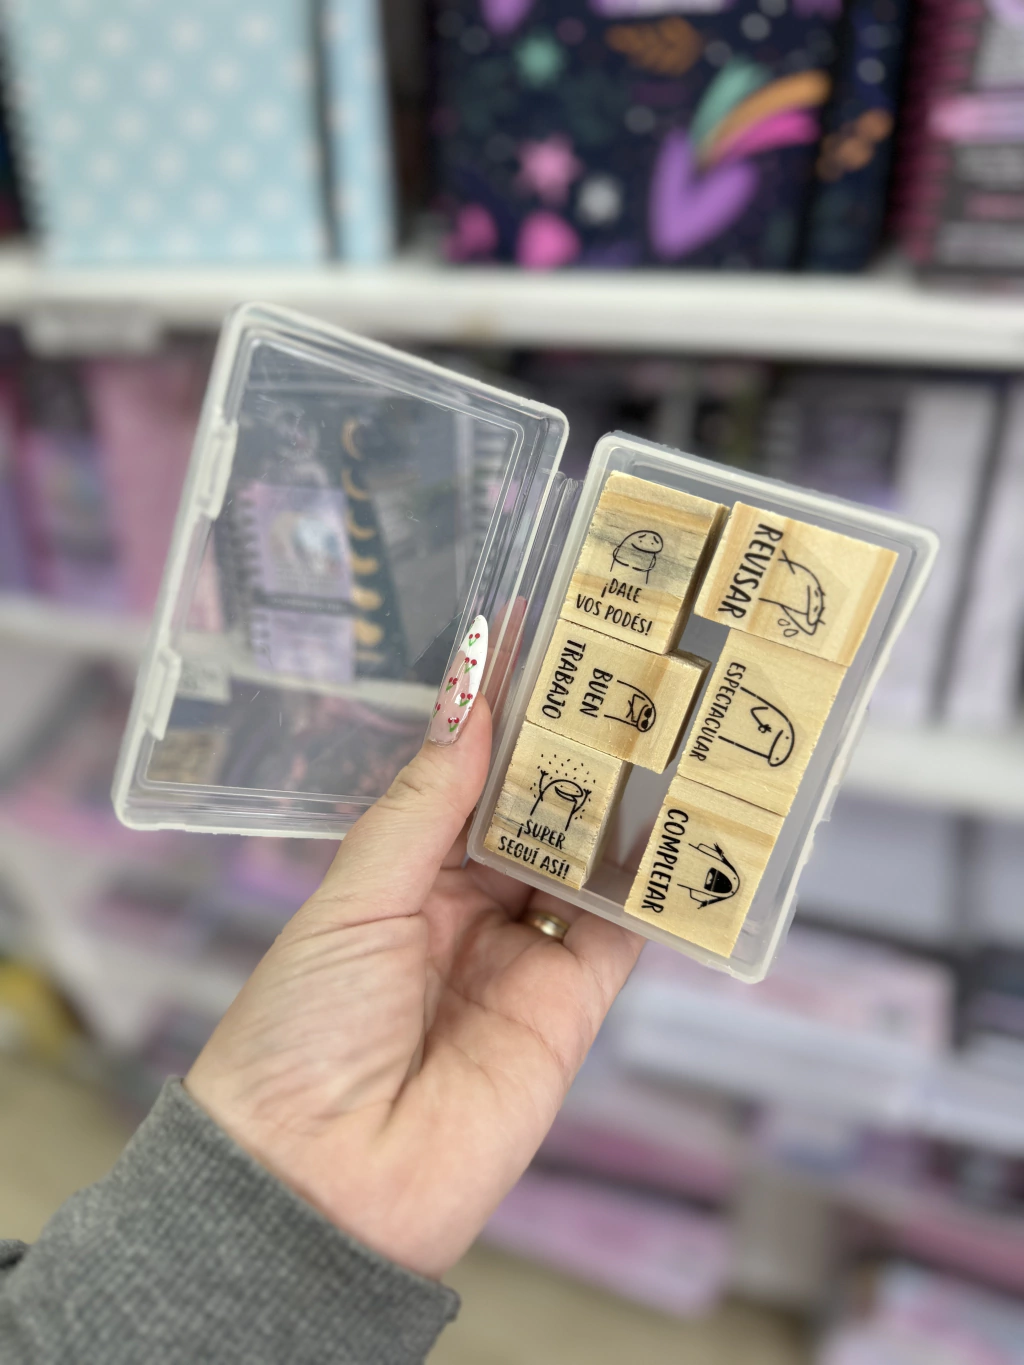 ¡DALE
VOS PODÉS!
REVISAR
BUEN
TRABAJO
ESPECTACULAR
¡SUPER
SEGUÍ ASÍ!
COMPLETAR